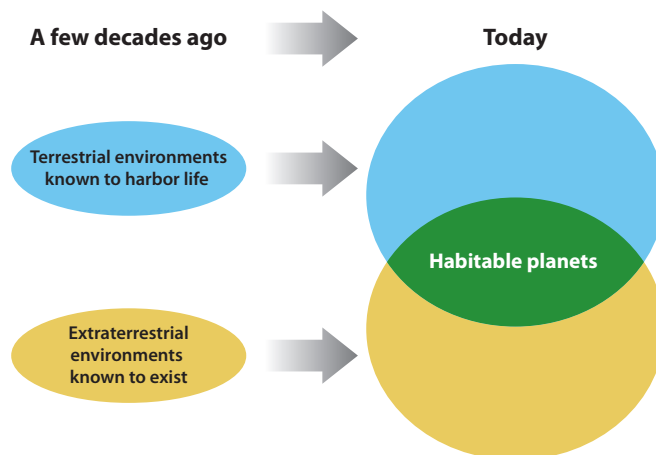 A few decades ago
Today
Terrestrial environments
known to harbor life
Habitable planets
Extraterrestrial
environments
known to exist